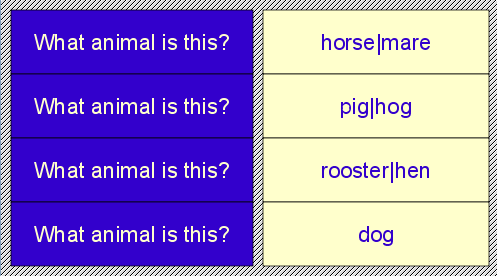 What animal is this? horse|mare
What animal is this? pig|hog
What animal is this? rooster|hen
What animal is this? dog